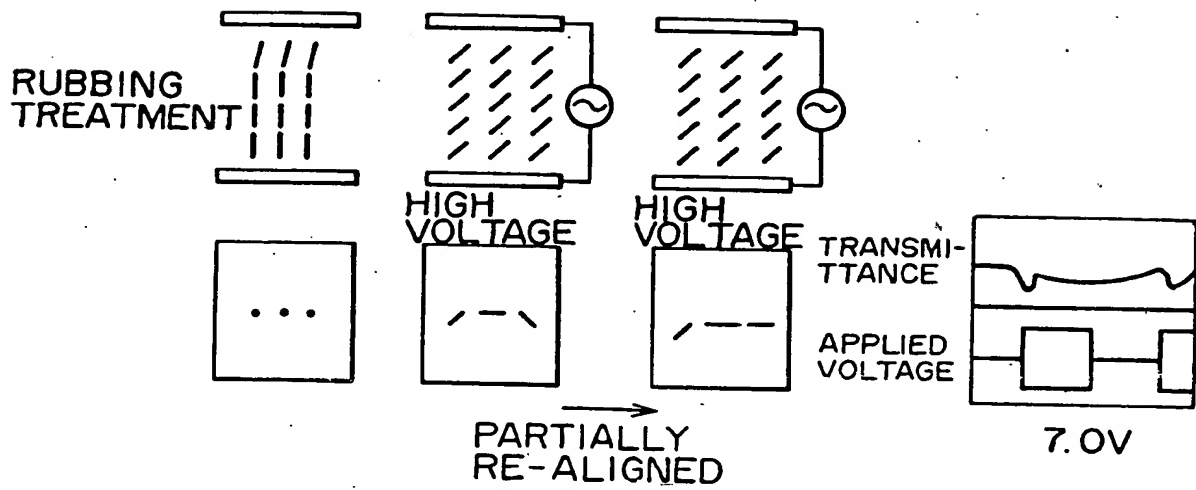 RUBBING
TREATMENT
HIGH
VOLTAGE
HIGH
VOLTAGE
TRANSMI-
TTANCE
APPLIED
VOLTAGE
PARTIALLY
RE-ALIGNED
7.0V